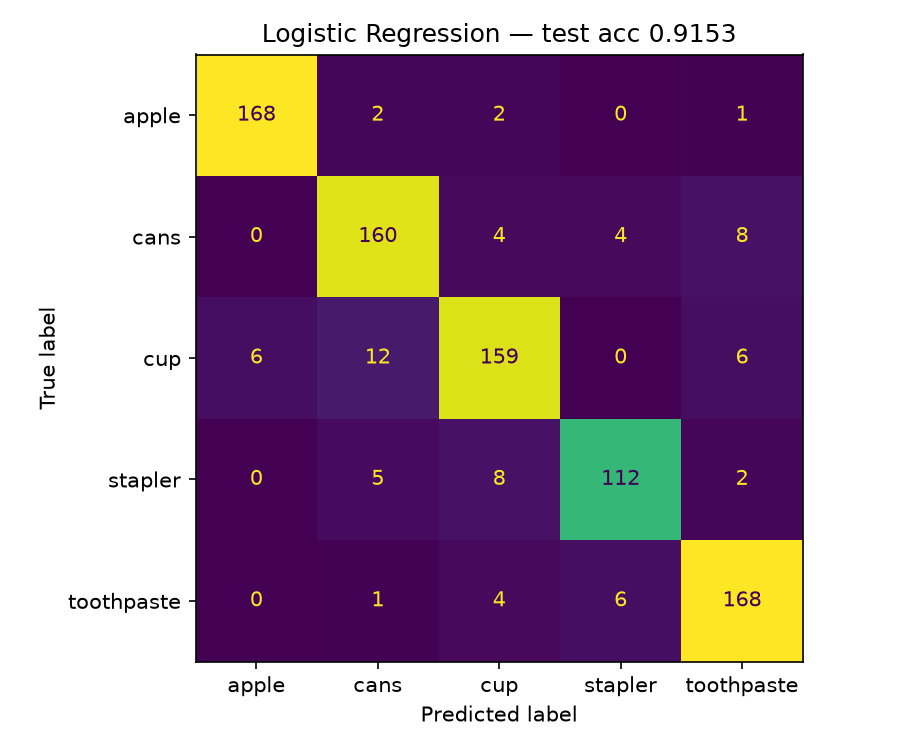 Logistic Regression — test acc 0.9153
apple 168 2 2 0 1
cans 0 160 4 4 8
cup 6 12 159 0 6
stapler 0 5 8 112 2
toothpaste 0 1 4 6 168
apple cans cup stapler toothpaste
Predicted label
True label